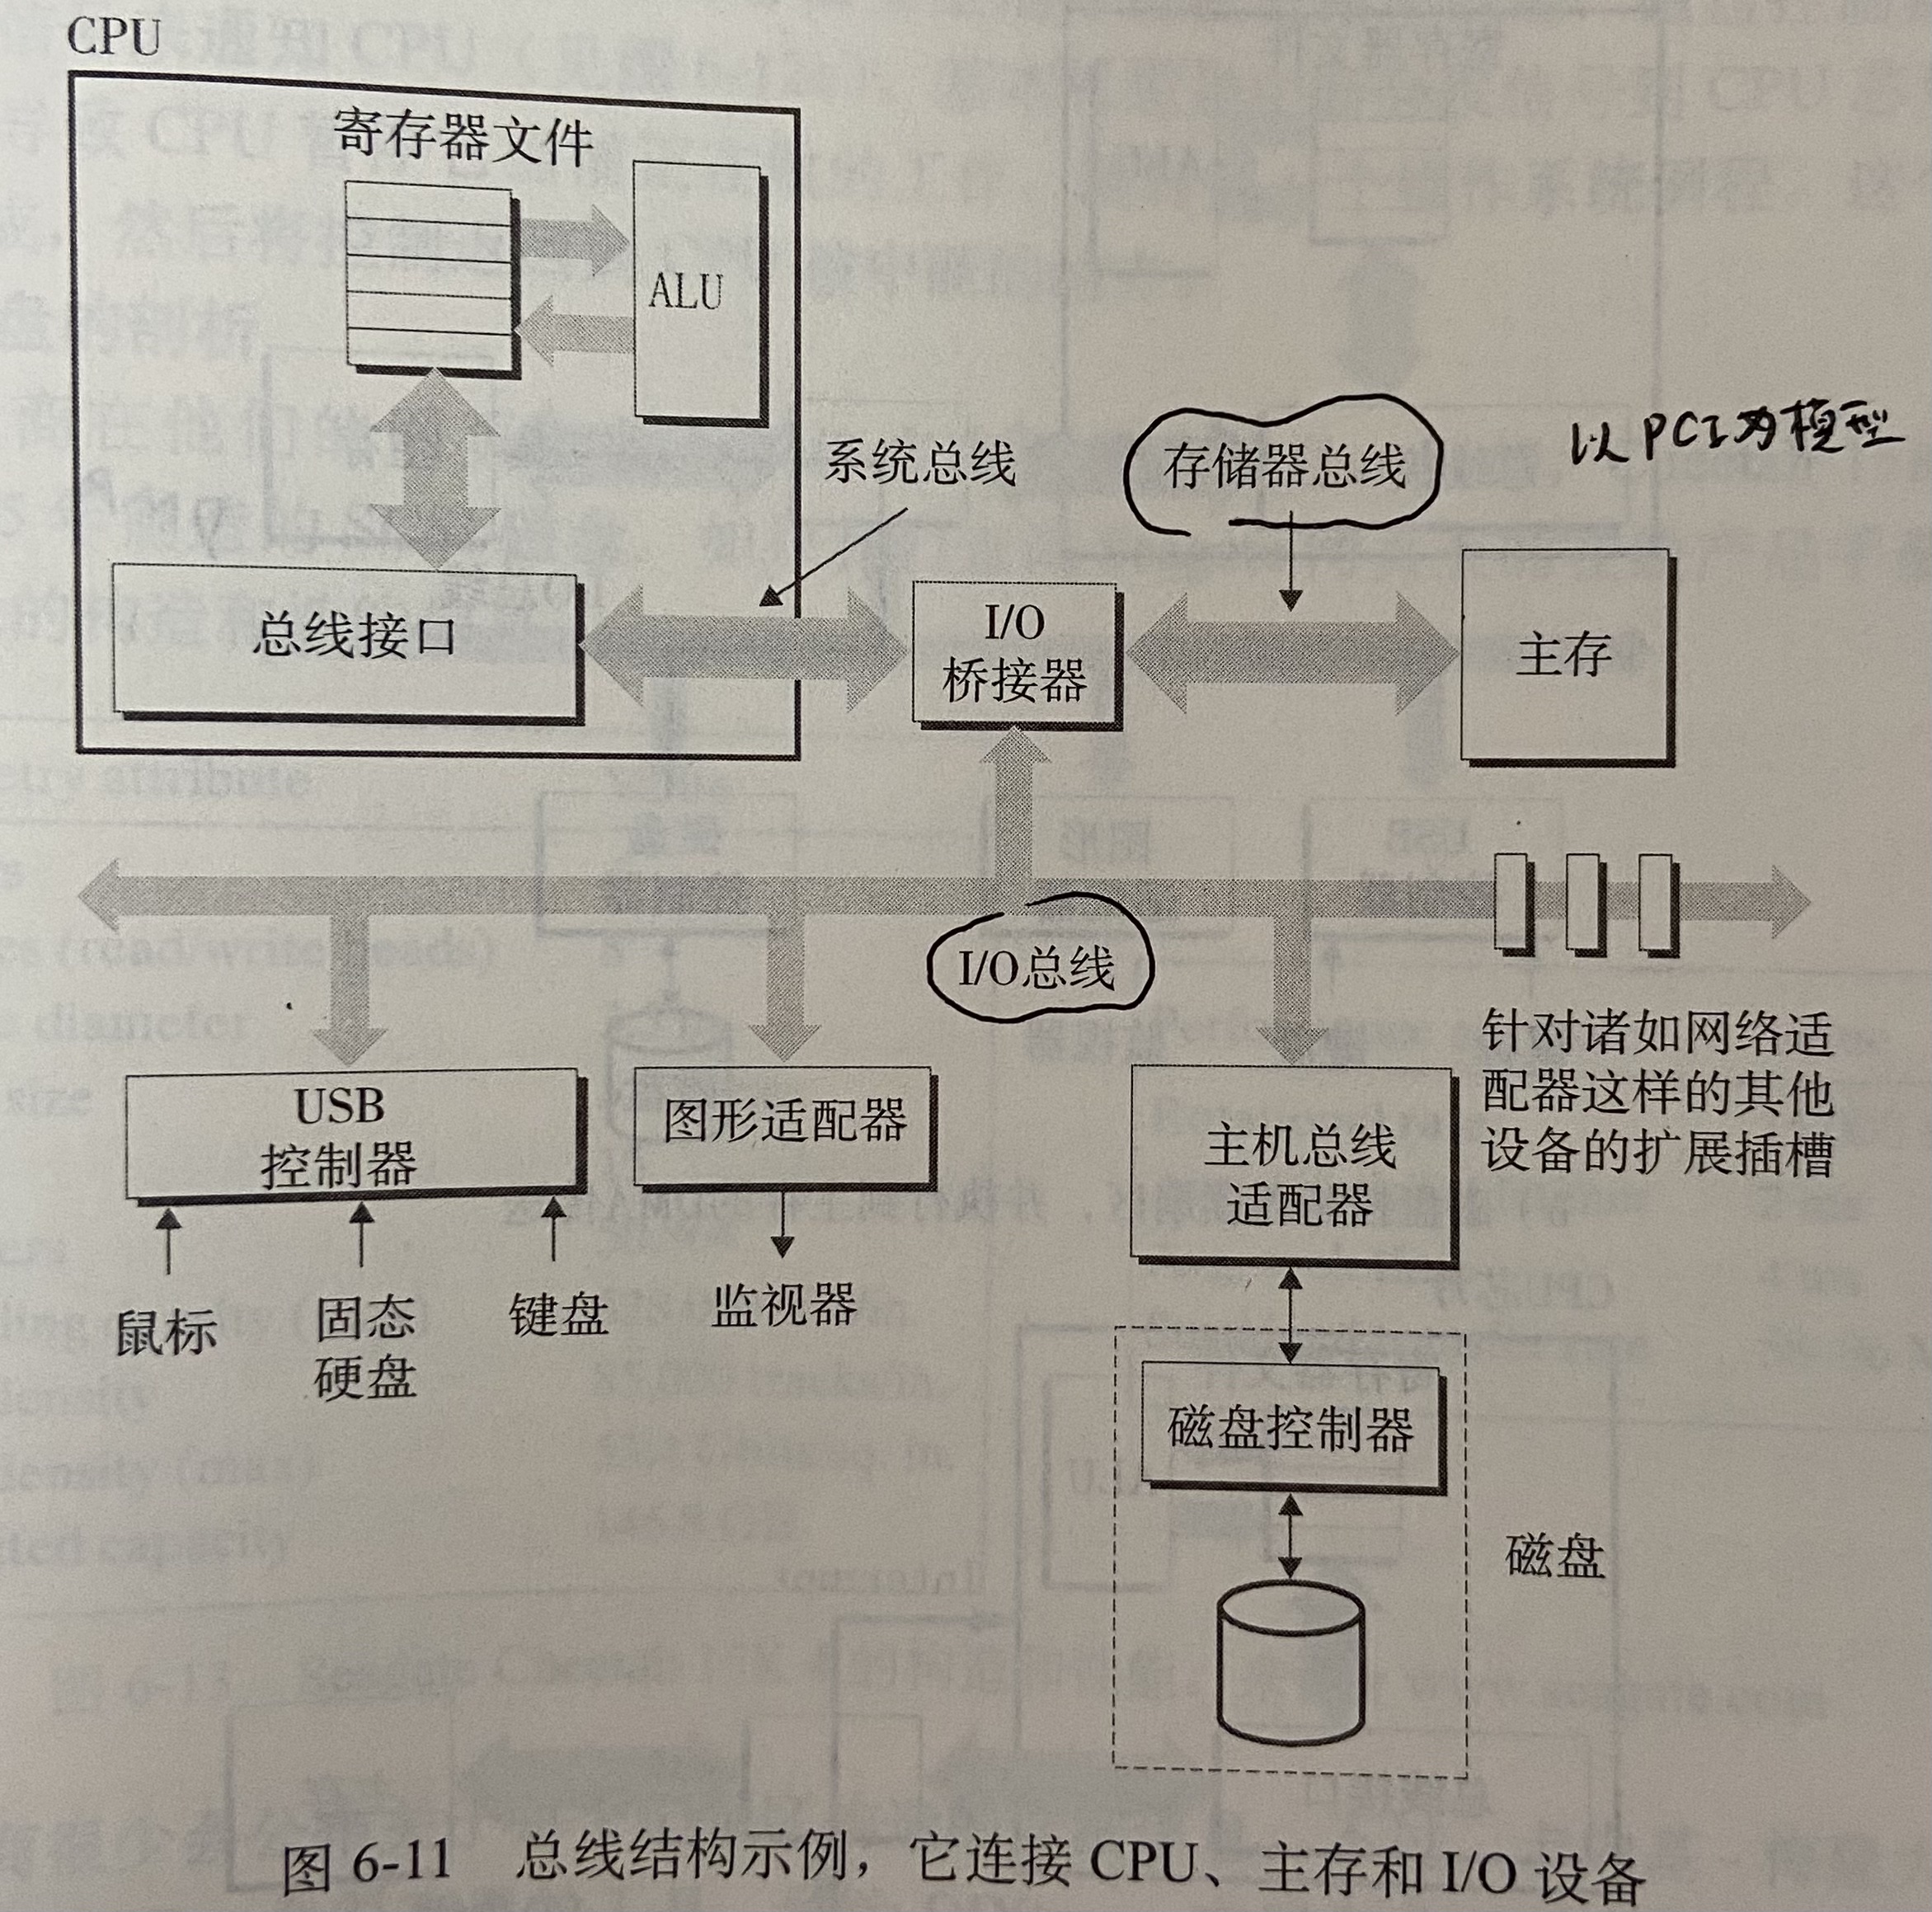 CPU
寄存器文件
ALU
系统总线
存储器总线
以PCI为模型
总线接口
I/O
桥接器
主存
I/O总线
USB
控制器
图形适配器
主机总线
适配器
针对诸如网络适
配器这样的其他
设备的扩展插槽
鼠标
固态
硬盘
键盘
监视器
磁盘控制器
磁盘
图 6-11 总线结构示例，它连接 CPU、主存和 I/O 设备